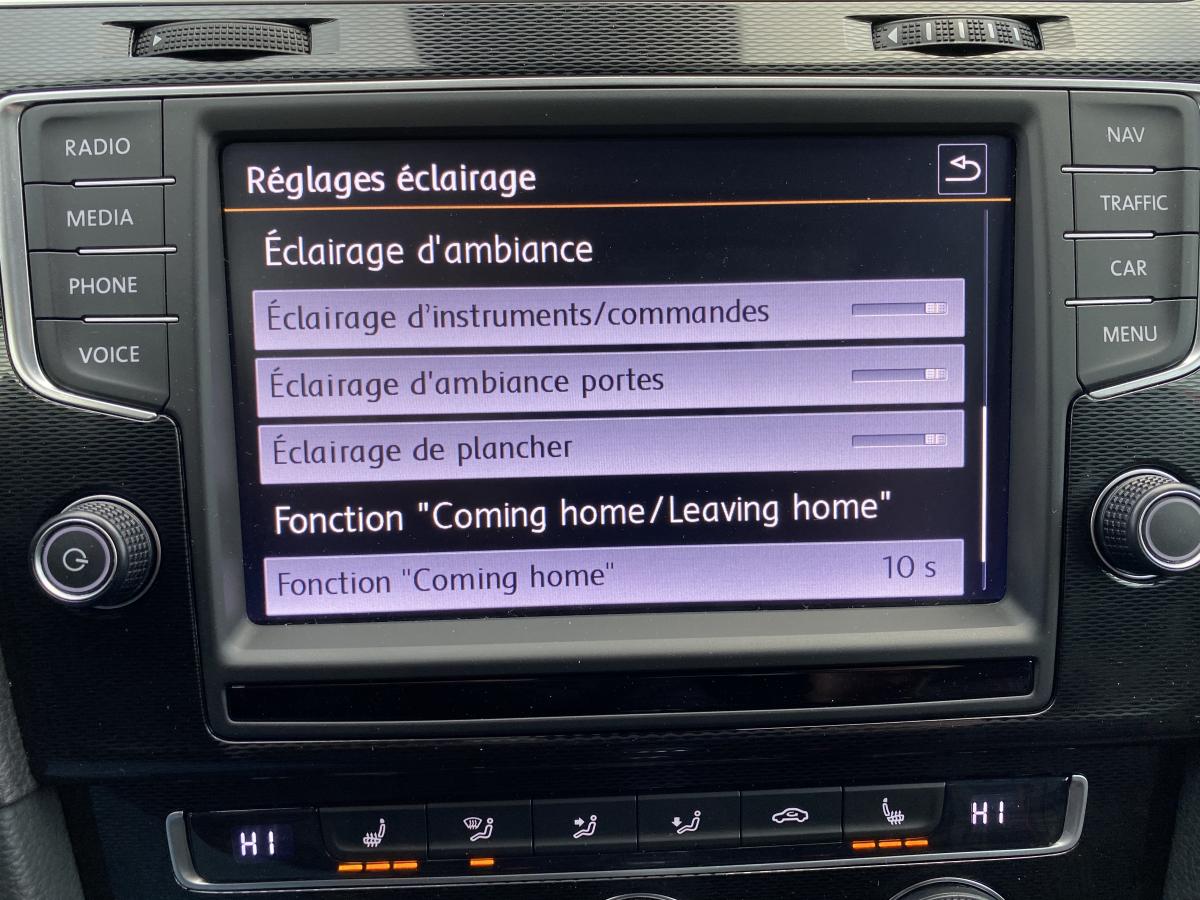 RADIO
MEDIA
PHONE
VOICE
Réglages éclairage
Éclairage d'ambiance
Éclairage d'instruments/commandes
Éclairage d'ambiance portes
Éclairage de plancher
Fonction "Coming home/Leaving home"
Fonction "Coming home" 10 s
NAV
TRAFFIC
CAR
MENU
HI
HI